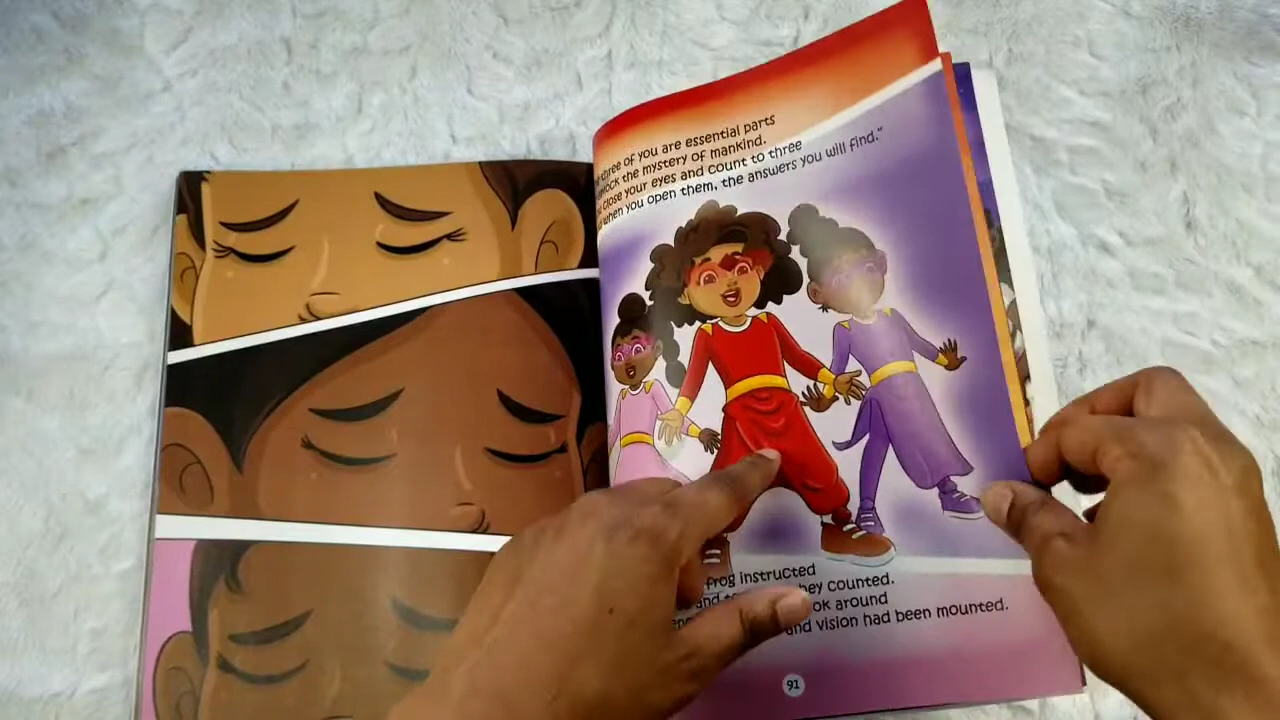 three of you are essential parts
the mystery of mankind.
close your eyes and count to three
when you open them, the answers you will find."
frog instructed
and they counted.
look around
and vision had been mounted.
91